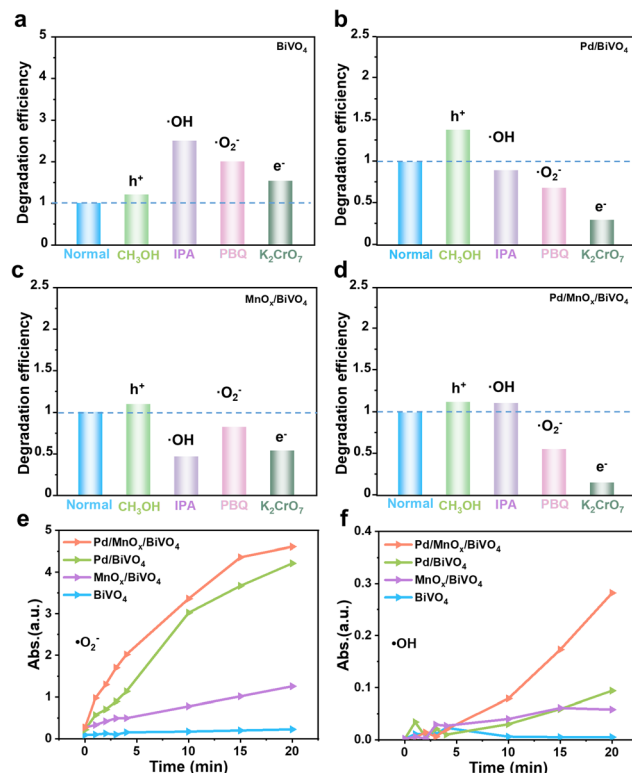 a
BiVO₄
Degradation efficiency
5
4
3
2
1
0
h⁺
·OH
·O₂⁻
e⁻
Normal CH₃OH IPA PBQ K₂CrO₇
b
Pd/BiVO₄
Degradation efficiency
2.5
2
1.5
1
0.5
0
h⁺
·OH
·O₂⁻
e⁻
Normal CH₃OH IPA PBQ K₂CrO₇
c
MnOₓ/BiVO₄
Degradation efficiency
2.5
2
1.5
1
0.5
0
h⁺
·OH
·O₂⁻
e⁻
Normal CH₃OH IPA PBQ K₂CrO₇
d
Pd/MnOₓ/BiVO₄
Degradation efficiency
2.5
2
1.5
1
0.5
0
h⁺
·OH
·O₂⁻
e⁻
Normal CH₃OH IPA PBQ K₂CrO₇
e
Pd/MnOₓ/BiVO₄
Pd/BiVO₄
MnOₓ/BiVO₄
BiVO₄
•O₂⁻
Abs.(a.u.)
5
4
3
2
1
0
0 5 10 15 20
Time (min)
f
Pd/MnOₓ/BiVO₄
Pd/BiVO₄
MnOₓ/BiVO₄
BiVO₄
•OH
Abs.(a.u.)
0.4
0.3
0.2
0.1
0
0 5 10 15 20
Time (min)